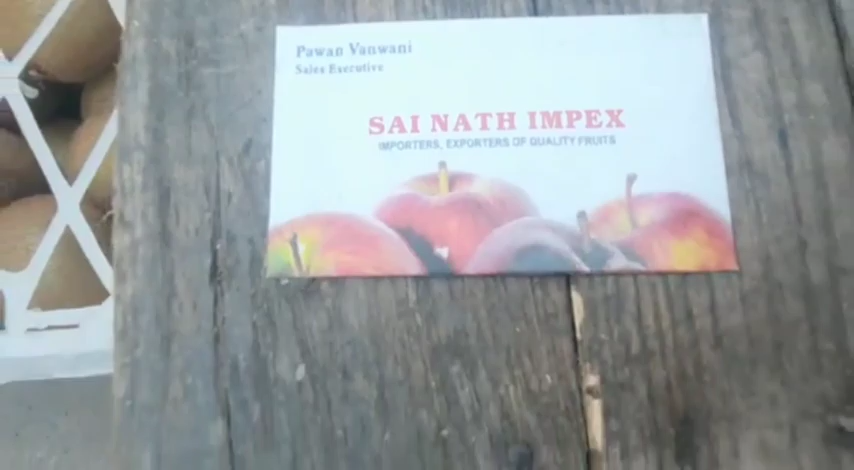 Pawan Vanwani
Sales Executive
SAI NATH IMPEX
IMPORTERS, EXPORTERS OF QUALITY FRUITS